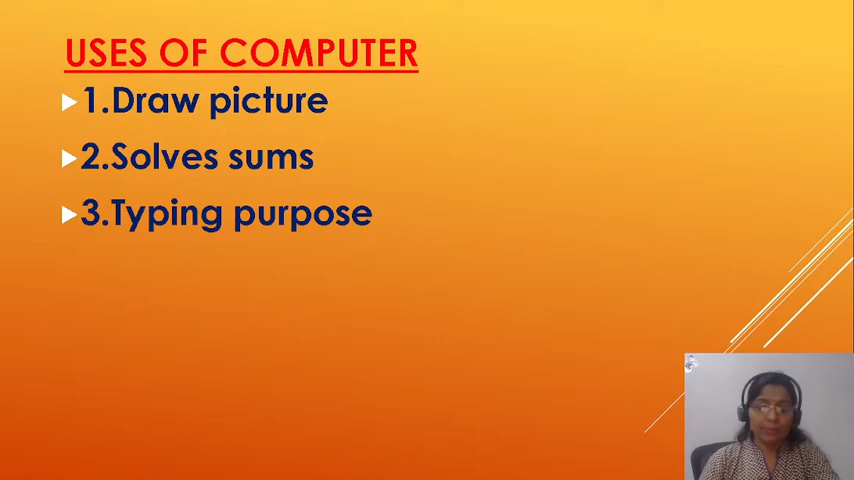 USES OF COMPUTER
1.Draw picture
2.Solves sums
3.Typing purpose